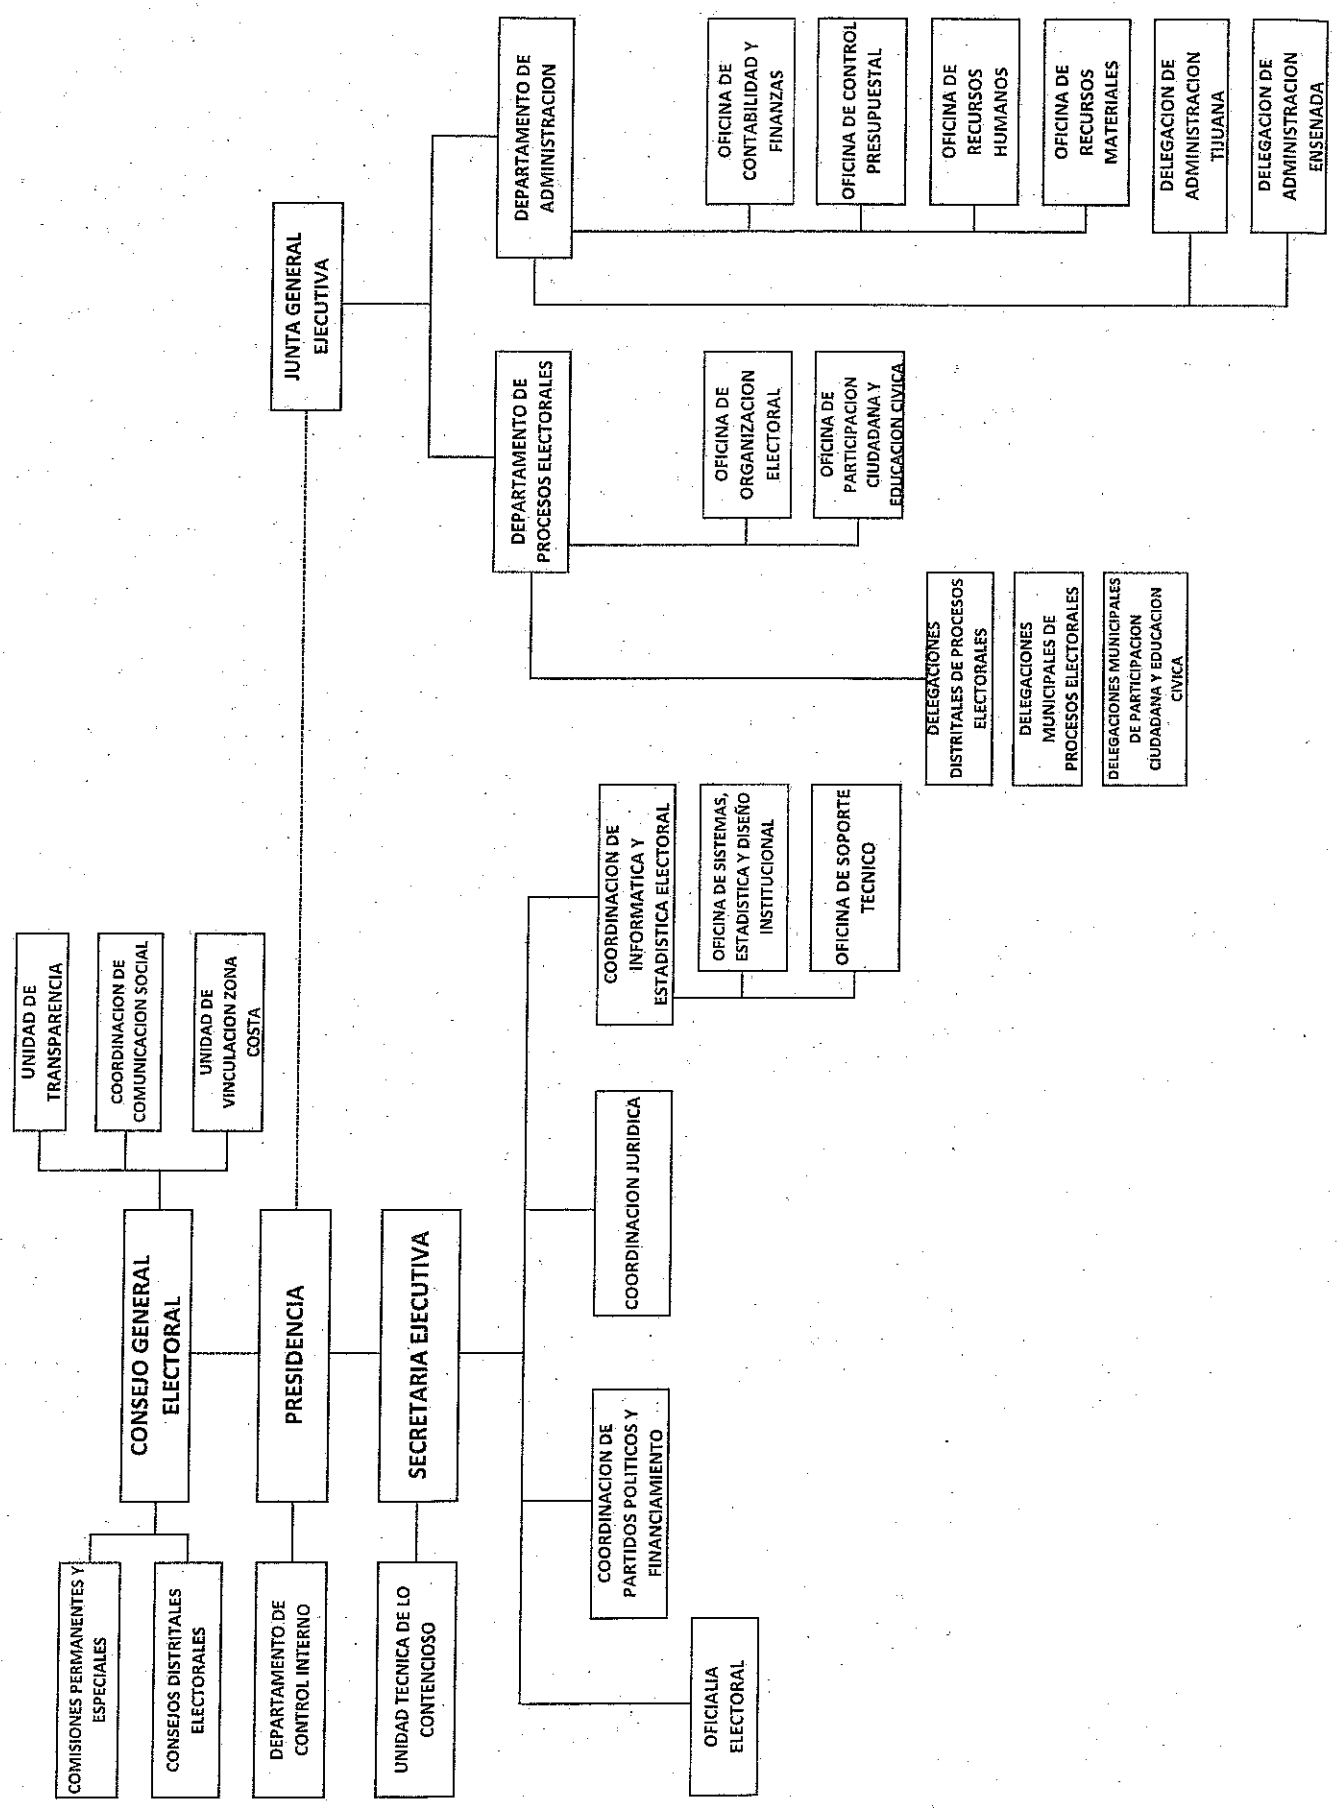 COMISIONES PERMANENTES Y
ESPECIALES
CONSEJOS DISTRITALES
ELECTORALES
CONSEJO GENERAL
ELECTORAL
UNIDAD DE
TRANSPARENCIA
COORDINACION DE
COMUNICACION SOCIAL
UNIDAD DE
VINCULACION ZONA
COSTA
DEPARTAMENTO DE
CONTROL INTERNO
PRESIDENCIA
JUNTA GENERAL
EJECUTIVA
UNIDAD TECNICA DE LO
CONTENCIOSO
SECRETARIA EJECUTIVA
OFICIALIA
ELECTORAL
COORDINACION DE
PARTIDOS POLITICOS Y
FINANCIAMIENTO
COORDINACION JURIDICA
COORDINACION DE
INFORMATICA Y
ESTADISTICA ELECTORAL
OFICINA DE SISTEMAS,
ESTADISTICA Y DISEÑO
INSTITUCIONAL
OFICINA DE SOPORTE
TECNICO
DEPARTAMENTO DE
PROCESOS ELECTORALES
OFICINA DE
ORGANIZACION
ELECTORAL
OFICINA DE
PARTICIPACION
CIUDADANA Y
EDUCACION CIVICA
DELEGACIONES
DISTRITALES DE PROCESOS
ELECTORALES
DELEGACIONES
MUNICIPALES DE
PROCESOS ELECTORALES
DELEGACIONES MUNICIPALES
DE PARTICIPACION
CIUDADANA Y EDUCACION
CIVICA
DEPARTAMENTO DE
ADMINISTRACION
OFICINA DE
CONTABILIDAD Y
FINANZAS
OFICINA DE CONTROL
PRESUPUESTAL
OFICINA DE
RECURSOS
HUMANOS
OFICINA DE
RECURSOS
MATERIALES
DELEGACION DE
ADMINISTRACION
TIJUANA
DELEGACION DE
ADMINISTRACION
ENSENADA